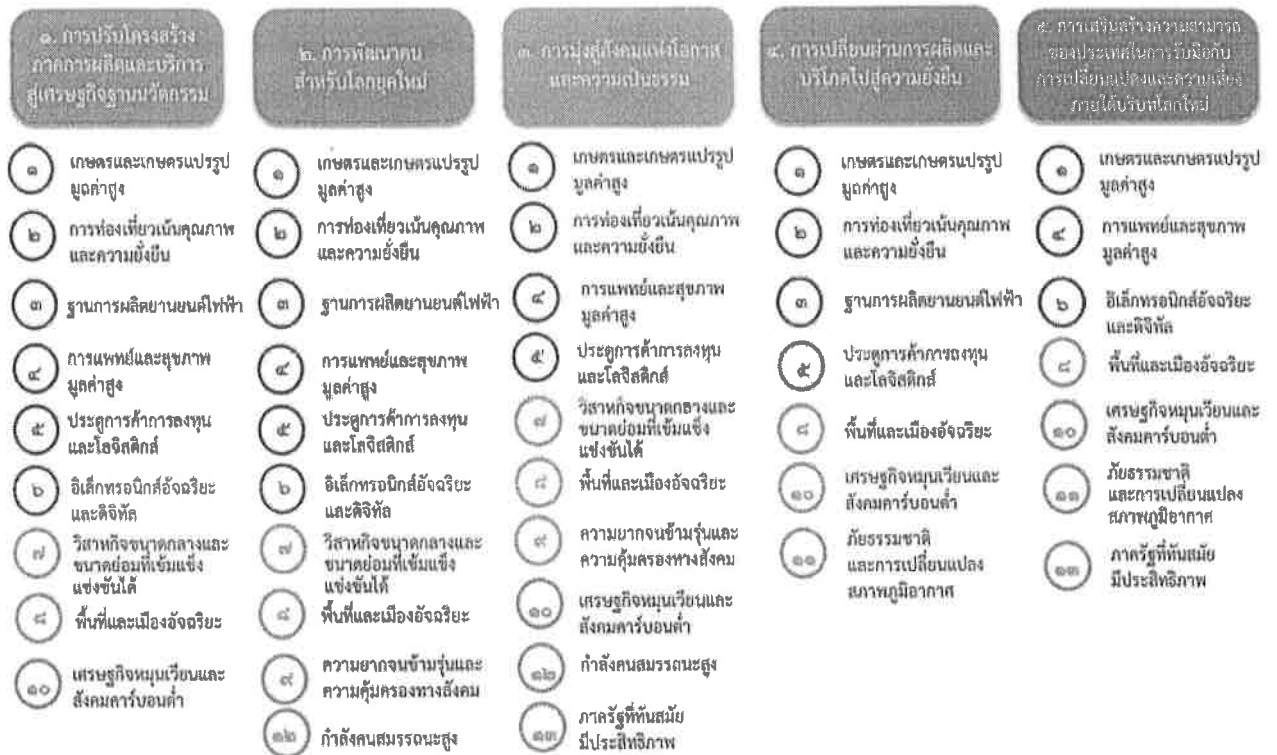 ๑. การปรับโครงสร้าง
ภาคการผลิตและบริการ
สู่เศรษฐกิจฐานนวัตกรรม
๑ เกษตรและเกษตรแปรรูป
มูลค่าสูง
๒ การท่องเที่ยวเน้นคุณภาพ
และความยั่งยืน
๓ ฐานการผลิตยานยนต์ไฟฟ้า
๔ การแพทย์และสุขภาพ
มูลค่าสูง
๕ ประตูการค้าการลงทุน
และโลจิสติกส์
๖ อิเล็กทรอนิกส์อัจฉริยะ
และดิจิทัล
๗ วิสาหกิจขนาดกลางและ
ขนาดย่อมที่เข้มแข็ง
แข่งขันได้
๘ พื้นที่และเมืองอัจฉริยะ
๑๐ เศรษฐกิจหมุนเวียนและ
สังคมคาร์บอนต่ำ
๒. การพัฒนาคน
สำหรับโลกยุคใหม่
๑ เกษตรและเกษตรแปรรูป
มูลค่าสูง
๒ การท่องเที่ยวเน้นคุณภาพ
และความยั่งยืน
๓ ฐานการผลิตยานยนต์ไฟฟ้า
๔ การแพทย์และสุขภาพ
มูลค่าสูง
๕ ประตูการค้าการลงทุน
และโลจิสติกส์
๖ อิเล็กทรอนิกส์อัจฉริยะ
และดิจิทัล
๗ วิสาหกิจขนาดกลางและ
ขนาดย่อมที่เข้มแข็ง
แข่งขันได้
๘ พื้นที่และเมืองอัจฉริยะ
๙ ความยากจนข้ามรุ่นและ
ความคุ้มครองทางสังคม
๑๒ กำลังคนสมรรถนะสูง
๓. การมุ่งสู่สังคมแห่งโอกาส
และความเป็นธรรม
๑ เกษตรและเกษตรแปรรูป
มูลค่าสูง
๒ การท่องเที่ยวเน้นคุณภาพ
และความยั่งยืน
๔ การแพทย์และสุขภาพ
มูลค่าสูง
๕ ประตูการค้าการลงทุน
และโลจิสติกส์
๗ วิสาหกิจขนาดกลางและ
ขนาดย่อมที่เข้มแข็ง
แข่งขันได้
๘ พื้นที่และเมืองอัจฉริยะ
๙ ความยากจนข้ามรุ่นและ
ความคุ้มครองทางสังคม
๑๐ เศรษฐกิจหมุนเวียนและ
สังคมคาร์บอนต่ำ
๑๒ กำลังคนสมรรถนะสูง
๑๓ ภาครัฐที่ทันสมัย
มีประสิทธิภาพ
๔. การเปลี่ยนผ่านการผลิตและ
บริโภคไปสู่ความยั่งยืน
๑ เกษตรและเกษตรแปรรูป
มูลค่าสูง
๒ การท่องเที่ยวเน้นคุณภาพ
และความยั่งยืน
๓ ฐานการผลิตยานยนต์ไฟฟ้า
๕ ประตูการค้าการลงทุน
และโลจิสติกส์
๘ พื้นที่และเมืองอัจฉริยะ
๑๐ เศรษฐกิจหมุนเวียนและ
สังคมคาร์บอนต่ำ
๑๑ ภัยธรรมชาติ
และการเปลี่ยนแปลง
สภาพภูมิอากาศ
๕. การเสริมสร้างความสามารถ
ของประเทศในการรับมือกับ
การเปลี่ยนแปลงและความเสี่ยง
ภายใต้บริบทโลกใหม่
๑ เกษตรและเกษตรแปรรูป
มูลค่าสูง
๔ การแพทย์และสุขภาพ
มูลค่าสูง
๖ อิเล็กทรอนิกส์อัจฉริยะ
และดิจิทัล
๘ พื้นที่และเมืองอัจฉริยะ
๑๐ เศรษฐกิจหมุนเวียนและ
สังคมคาร์บอนต่ำ
๑๑ ภัยธรรมชาติ
และการเปลี่ยนแปลง
สภาพภูมิอากาศ
๑๓ ภาครัฐที่ทันสมัย
มีประสิทธิภาพ